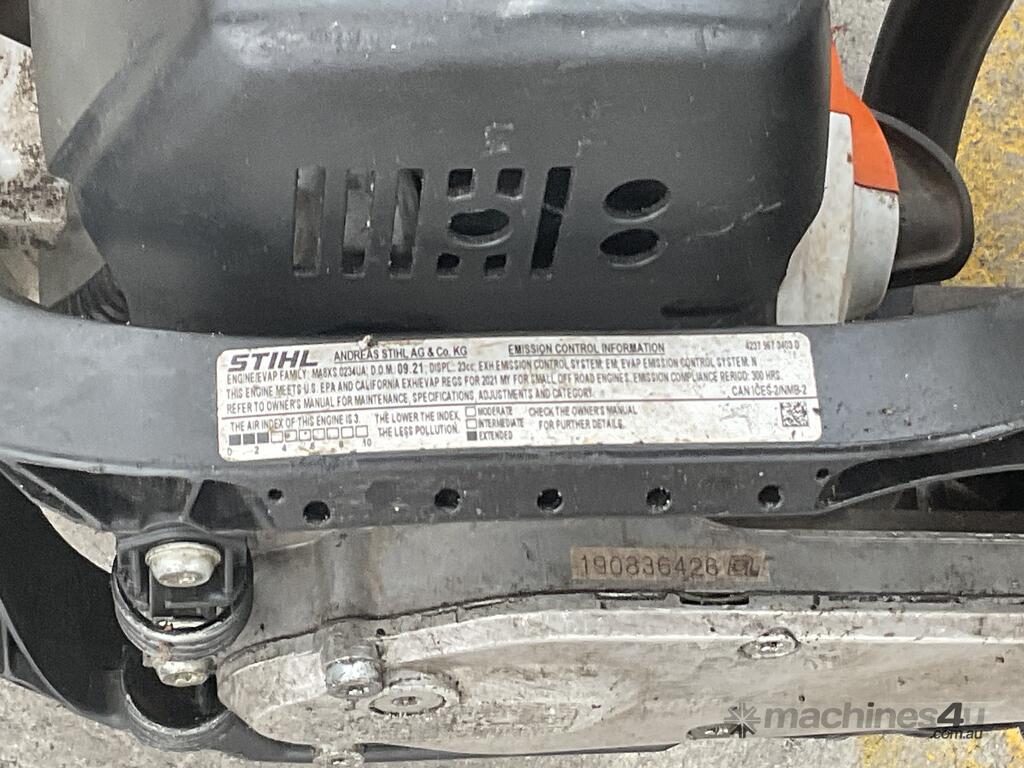 STIHL ANDREAS STIHL AG & Co. KG EMISSION CONTROL INFORMATION 4237 967 0403 D
ENGINE/EVAP FAMILY: MA8XS.0234UA; D.O.M. 09.21; DISPL: 23cc; EXH EMISSION CONTROL SYSTEM: EM; EVAP EMISSION CONTROL SYSTEM: N
THIS ENGINE MEETS U.S. EPA AND CALIFORNIA EXH/EVAP REGS FOR 2021 MY FOR SMALL OFF ROAD ENGINES. EMISSION COMPLIANCE PERIOD: 300 HRS.
REFER TO OWNER'S MANUAL FOR MAINTENANCE, SPECIFICATIONS, ADJUSTMENTS AND CATEGORY. CAN ICES-2/NMB-2
THE AIR INDEX OF THIS ENGINE IS 3. THE LOWER THE INDEX, THE LESS POLLUTION.
0 2 4 6 8 10
MODERATE
INTERMEDIATE
EXTENDED
CHECK THE OWNER'S MANUAL
FOR FURTHER DETAILS.
190836426
machines4u
.com.au